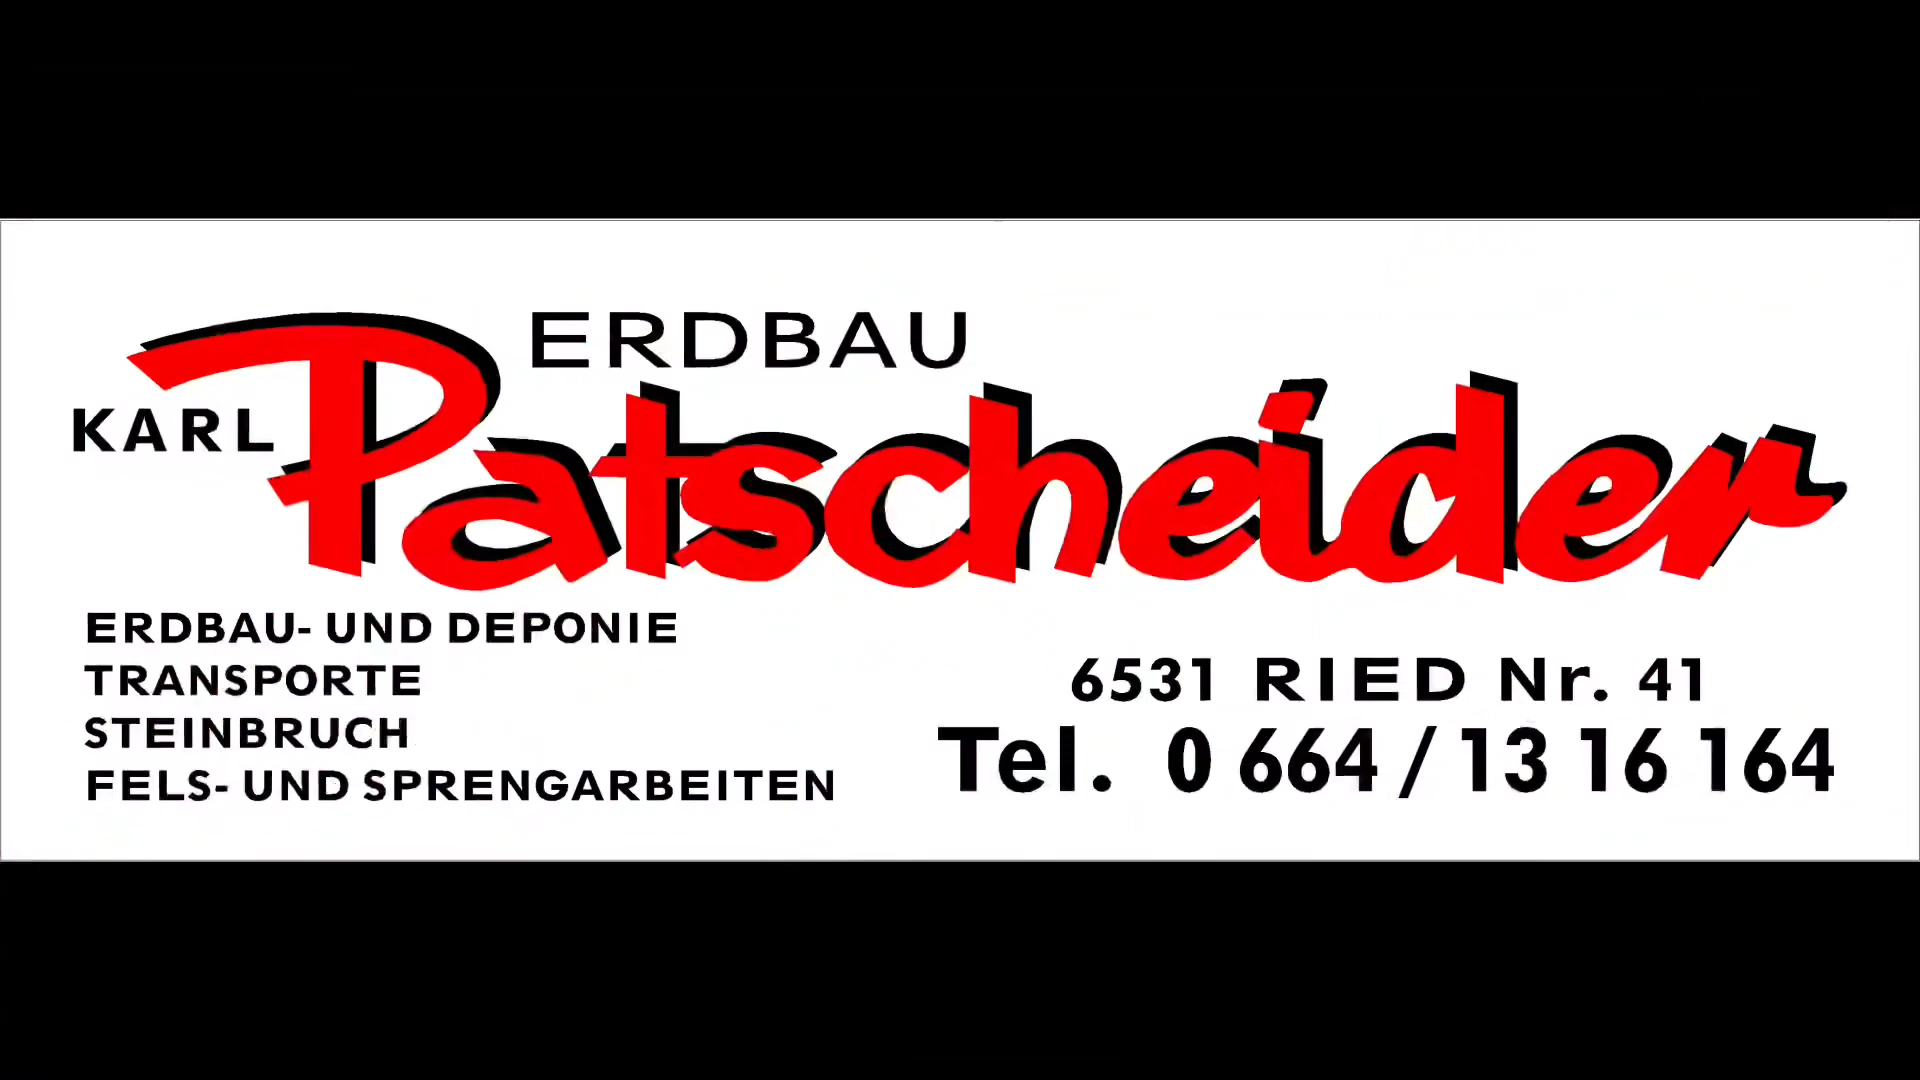 ERDBAU
KARL Patscheider
ERDBAU- UND DEPONIE
TRANSPORTE
STEINBRUCH
FELS- UND SPRENGARBEITEN
6531 RIED Nr. 41
Tel. 0 664 / 13 16 164